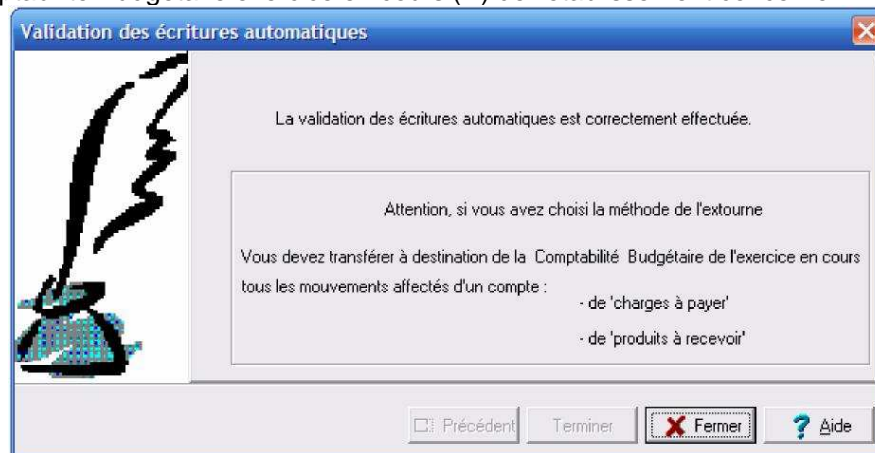 Validation des écritures automatiques
La validation des écritures automatiques est correctement effectuée.
Attention, si vous avez choisi la méthode de l'extourne
Vous devez transférer à destination de la Comptabilité Budgétaire de l'exercice en cours
tous les mouvements affectés d'un compte :
- de 'charges à payer'
- de 'produits à recevoir'
Précédent Terminer Fermer Aide